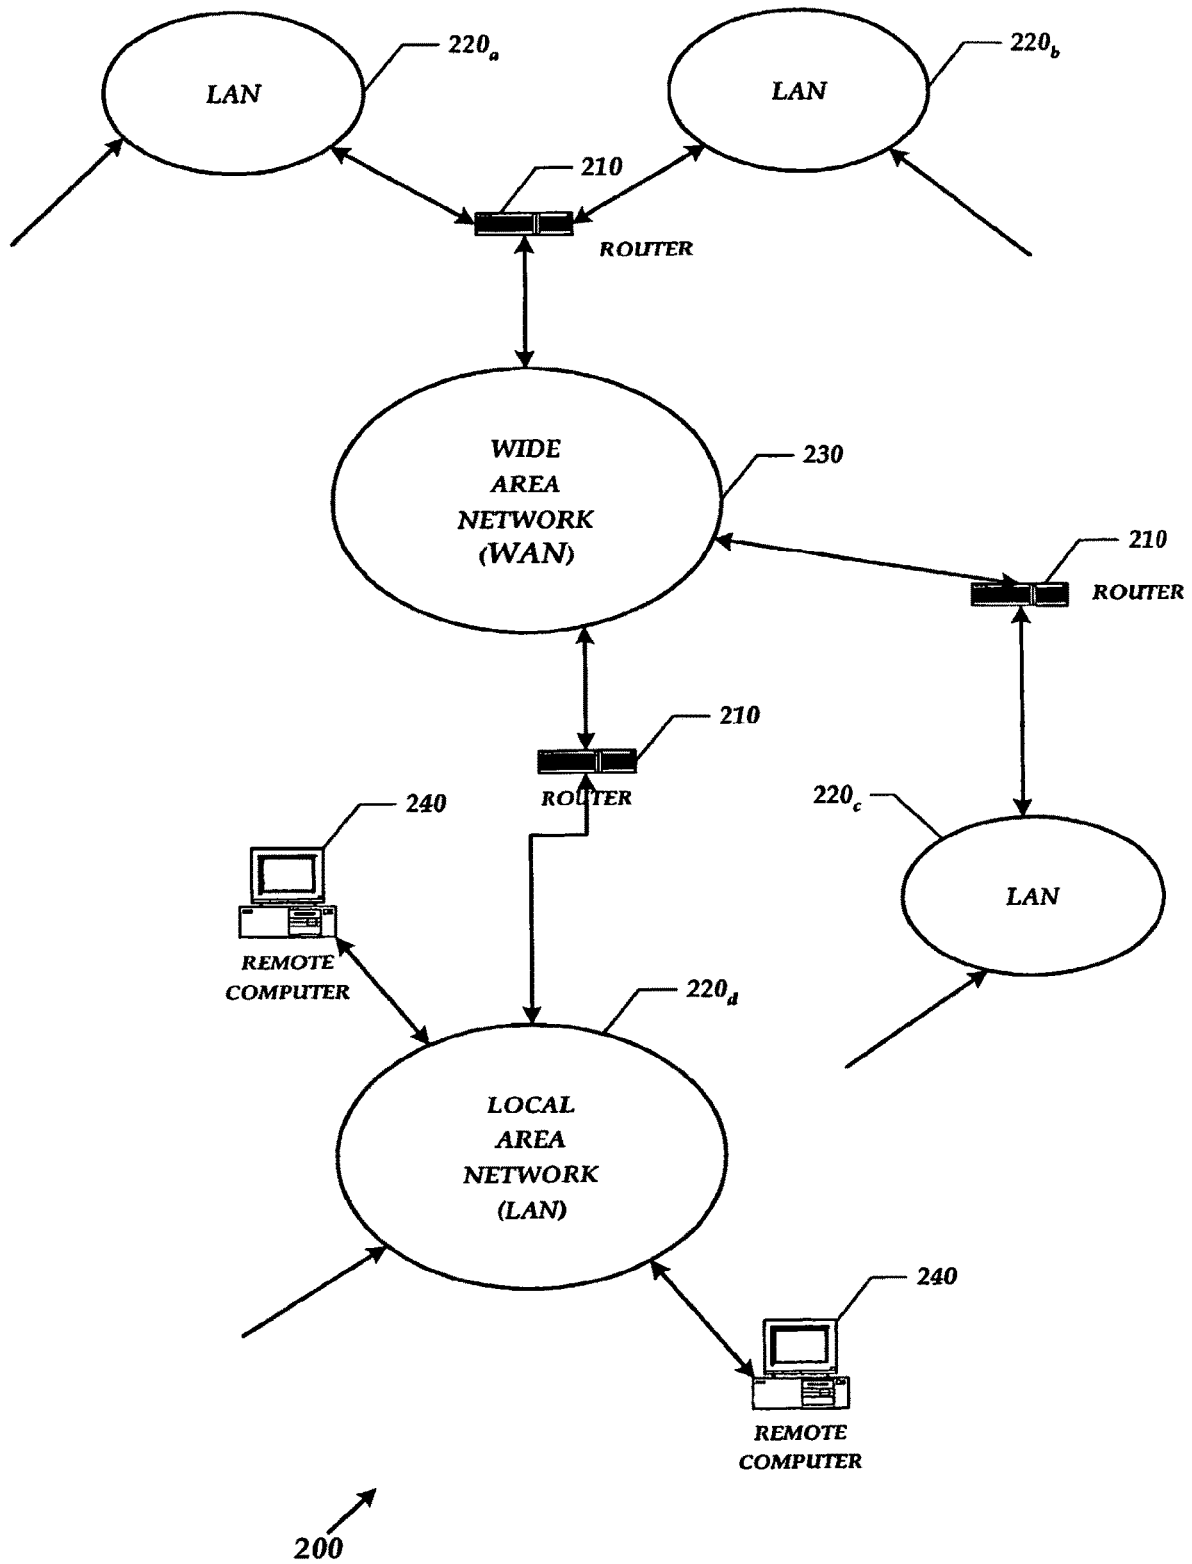 220a
220b
LAN
LAN
210
ROUTER
WIDE
AREA
NETWORK
(WAN)
230
210
ROUTER
210
ROUTER
240
REMOTE
COMPUTER
220c
LAN
220d
LOCAL
AREA
NETWORK
(LAN)
240
REMOTE
COMPUTER
200